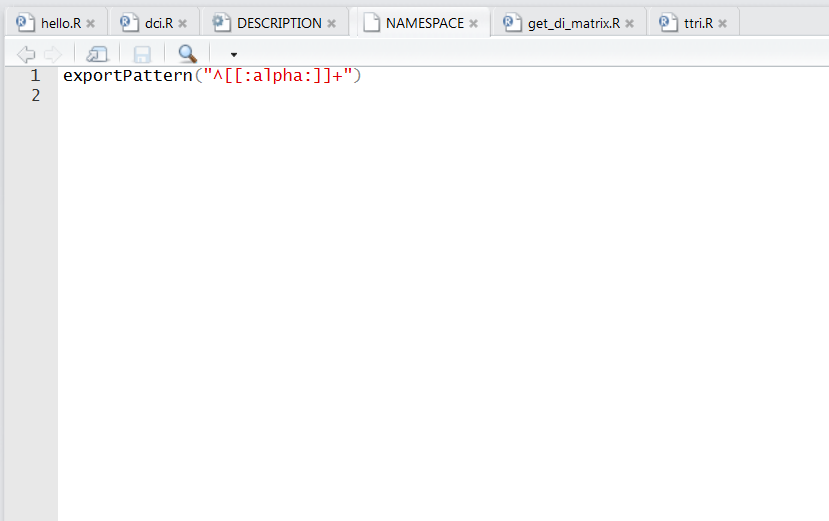 hello.R dci.R DESCRIPTION NAMESPACE get_di_matrix.R ttri.R
1 exportPattern("^[[:alpha:]]+")
2